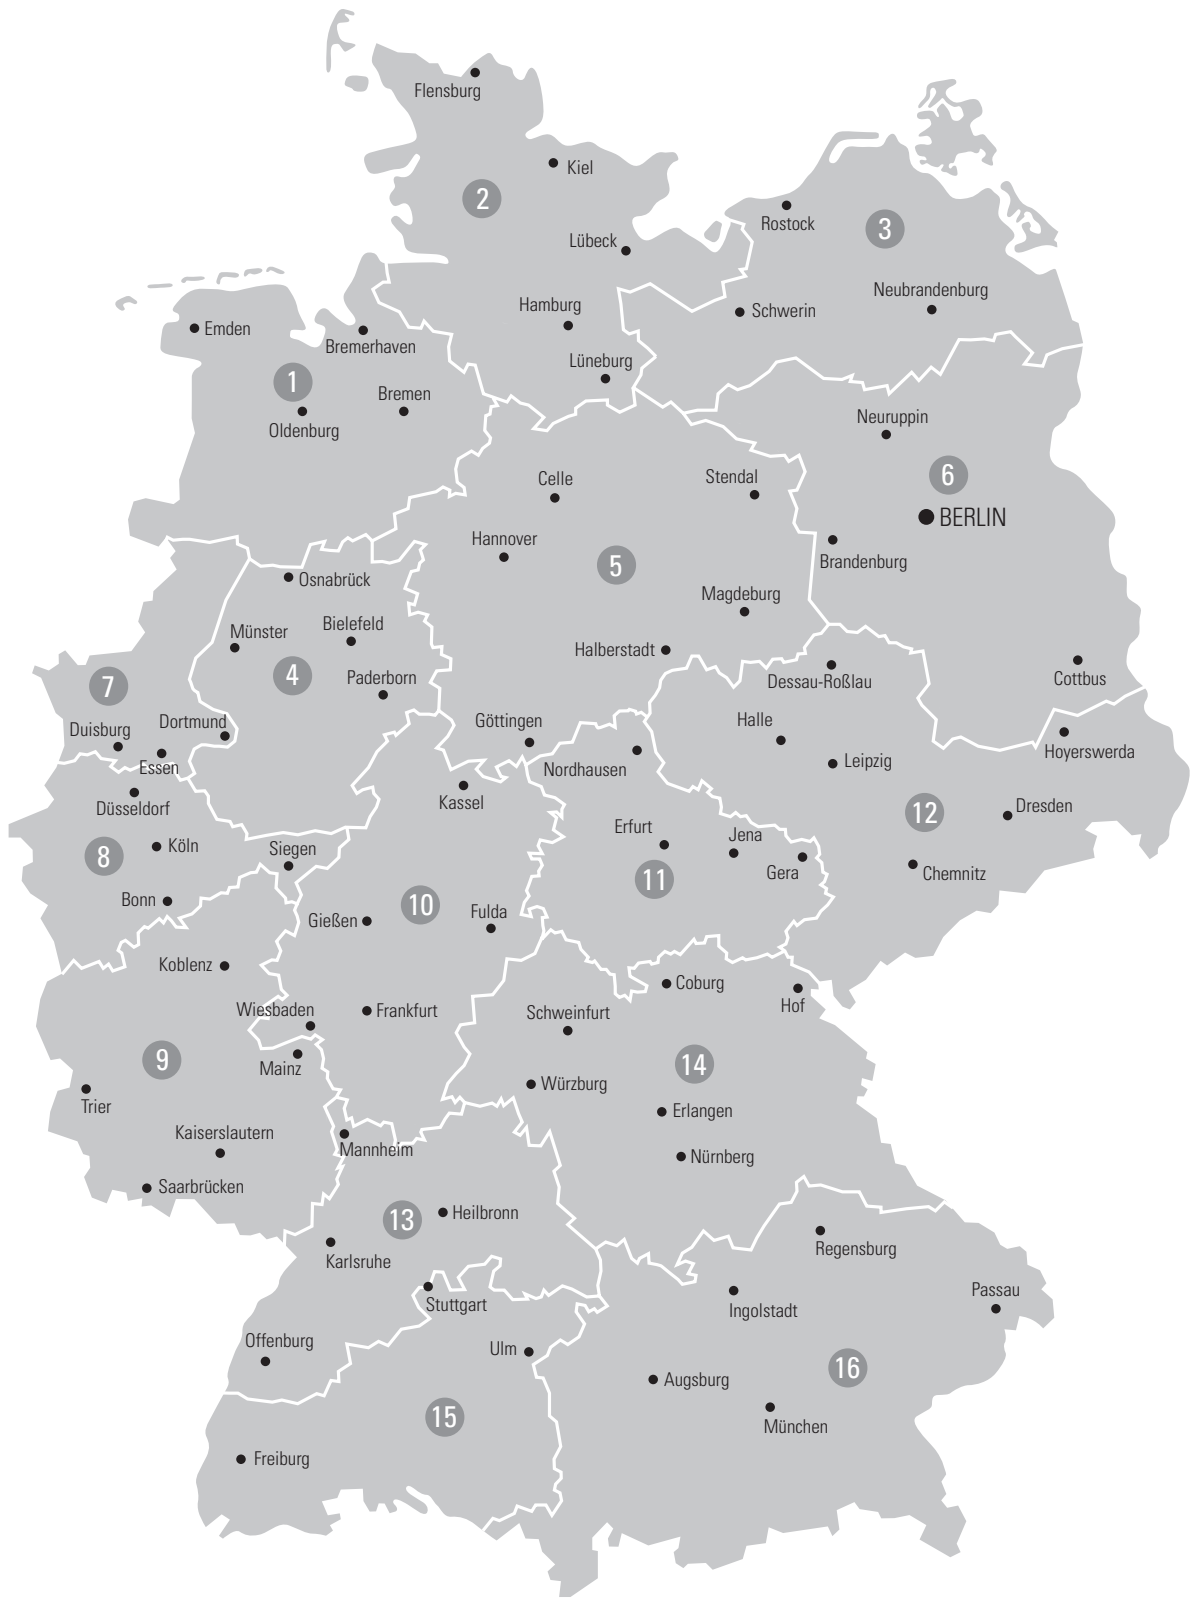 Flensburg
Kiel
2
Rostock
3
Lübeck
Neubrandenburg
Hamburg
Schwerin
Emden
Bremerhaven
Lüneburg
1
Bremen
Oldenburg
Neuruppin
Celle
Stendal
6
BERLIN
Hannover
5
Brandenburg
Osnabrück
Magdeburg
Münster
Bielefeld
Halberstadt
4
Paderborn
Dessau-Roßlau
Cottbus
7
Duisburg
Dortmund
Göttingen
Halle
Essen
Nordhausen
Leipzig
Hoyerswerda
Düsseldorf
Kassel
12
Dresden
Köln
Siegen
Erfurt
Jena
8
Gera
Chemnitz
11
Bonn
10
Gießen
Fulda
Koblenz
Coburg
Hof
Wiesbaden
Frankfurt
Schweinfurt
9
Mainz
14
Würzburg
Trier
Erlangen
Kaiserslautern
Mannheim
Nürnberg
Saarbrücken
13
Heilbronn
Karlsruhe
Regensburg
Stuttgart
Ingolstadt
Passau
Offenburg
Ulm
16
Augsburg
15
München
Freiburg